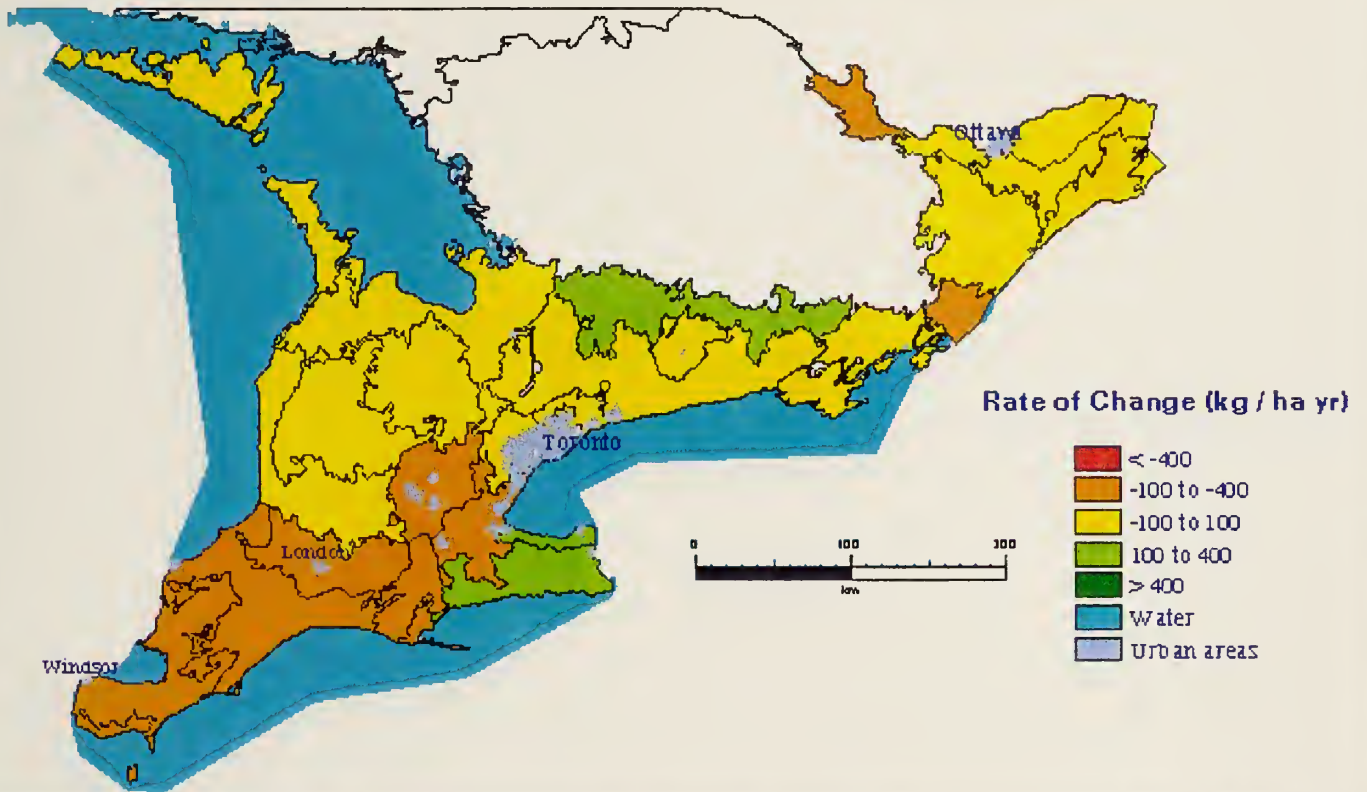 Ottawa
Toronto
London
Windsor
Rate of Change (kg / ha yr)
< -400
-100 to -400
-100 to 100
100 to 400
> 400
Water
Urban areas
0 100 200
km